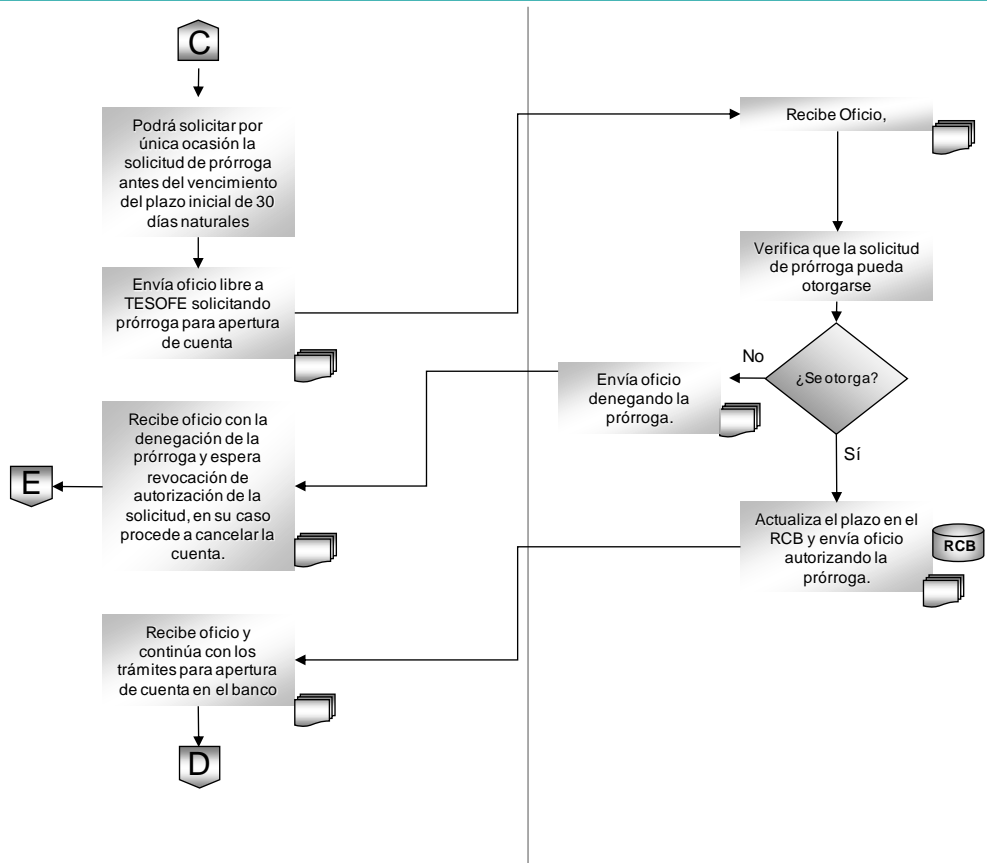 C
Podrá solicitar por
única ocasión la
solicitud de prórroga
antes del vencimiento
del plazo inicial de 30
días naturales
Envía oficio libre a
TESOFE solicitando
prórroga para apertura
de cuenta
Recibe Oficio,
Verifica que la solicitud
de prórroga pueda
otorgarse
¿Se otorga?
No
Envía oficio
denegando la
prórroga.
Sí
Recibe oficio con la
denegación de la
prórroga y espera
revocación de
autorización de la
solicitud, en su caso
procede a cancelar la
cuenta.
E
Actualiza el plazo en el
RCB y envía oficio
autorizando la
prórroga.
RCB
Recibe oficio y
continúa con los
trámites para apertura
de cuenta en el banco
D